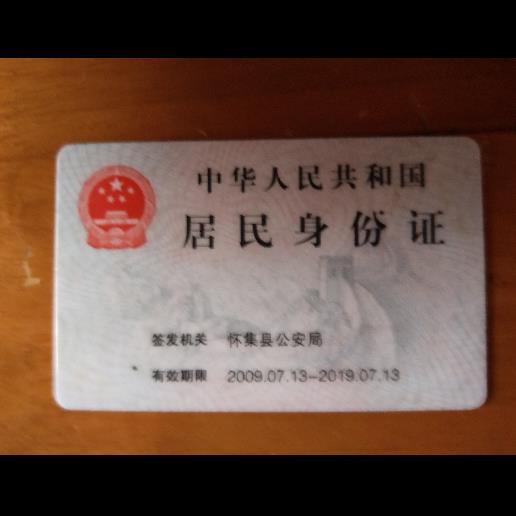 中华人民共和国
居民身份证
签发机关 怀集县公安局
有效期限 2009.07.13-2019.07.13